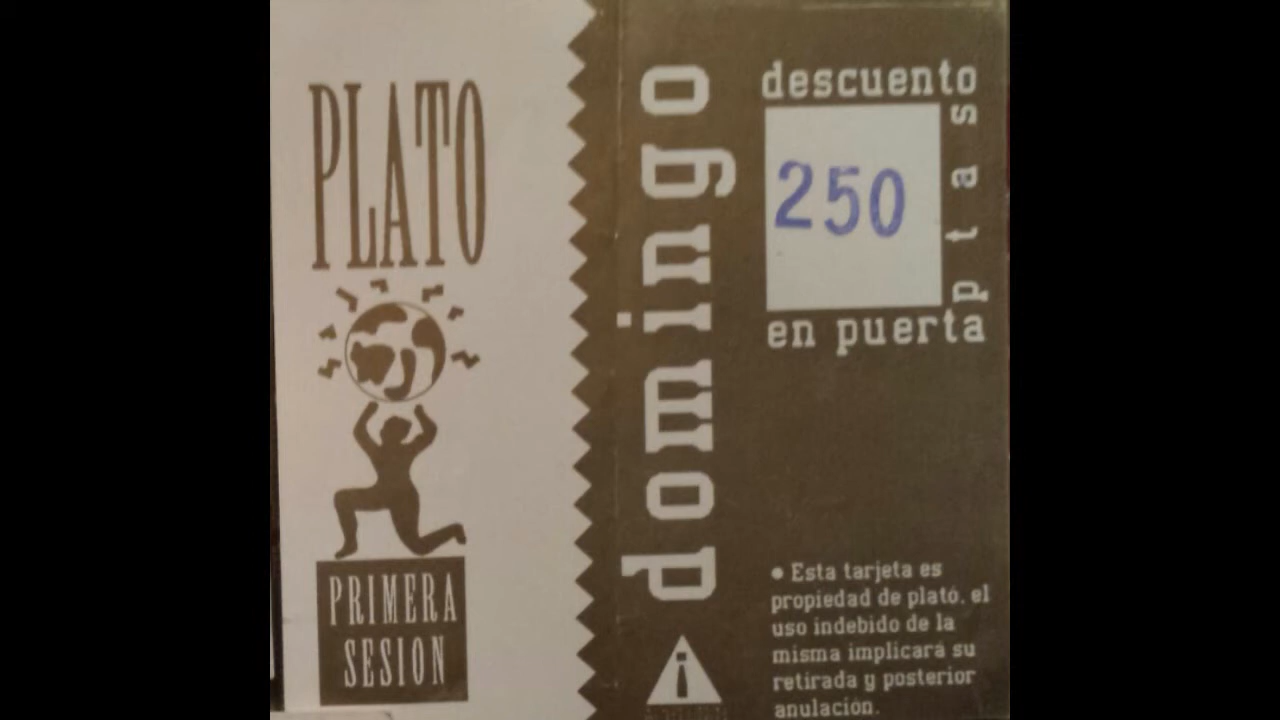 PLATO
PRIMERA
SESION
domingo
descuento
250
ptas
en puerta
• Esta tarjeta es
propiedad de plató. el
uso indebido de la
misma implicará su
retirada y posterior
anulación.